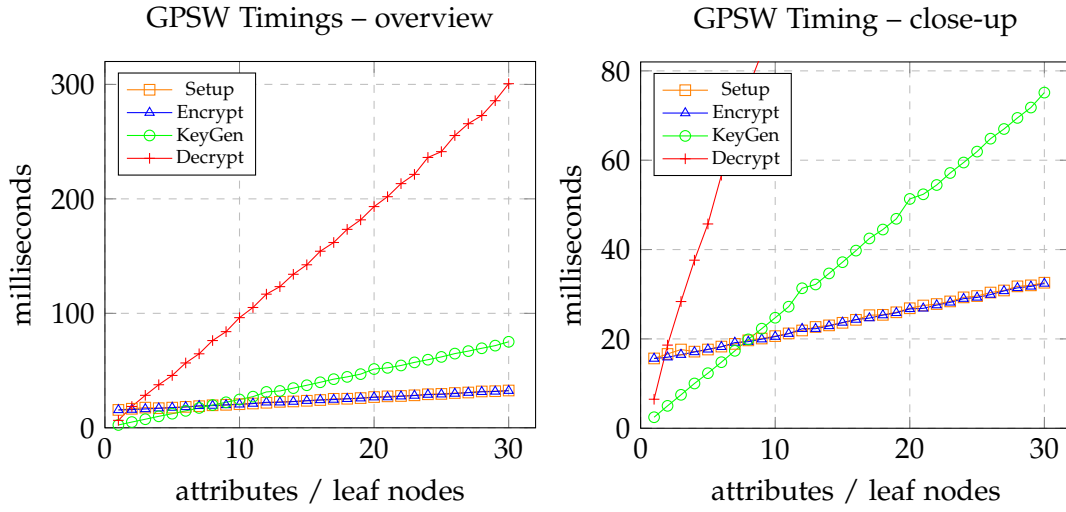 GPSW Timings – overview
300
200
100
0
0
10
20
30
milliseconds
attributes / leaf nodes
Setup
Encrypt
KeyGen
Decrypt
GPSW Timing – close-up
80
60
40
20
0
0
10
20
30
milliseconds
attributes / leaf nodes
Setup
Encrypt
KeyGen
Decrypt